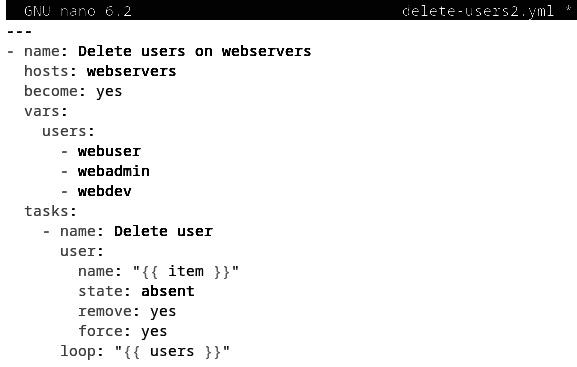 GNU nano 6.2 delete-users2.yml *
---
- name: Delete users on webservers
  hosts: webservers
  become: yes
  vars:
    users:
      - webuser
      - webadmin
      - webdev
  tasks:
    - name: Delete user
      user:
        name: "{{ item }}"
        state: absent
        remove: yes
        force: yes
      loop: "{{ users }}"